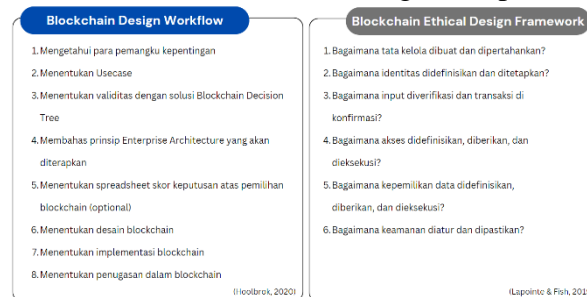 Blockchain Design Workflow
1. Mengetahui para pemangku kepentingan
2. Menentukan Usecase
3. Menentukan validitas dengan solusi Blockchain Decision
Tree
4. Membahas prinsip Enterprise Architecture yang akan
diterapkan
5. Menentukan spreadsheet skor keputusan atas pemilihan
blockchain (optional)
6. Menentukan desain blockchain
7. Menentukan implementasi blockchain
8. Menentukan penugasan dalam blockchain
(Hoolbrok, 2020)
Blockchain Ethical Design Framework
1. Bagaimana tata kelola dibuat dan dipertahankan?
2. Bagaimana identitas didefinisikan dan ditetapkan?
3. Bagaimana input diverifikasi dan transaksi di
konfirmasi?
4. Bagaimana akses didefinisikan, diberikan, dan
dieksekusi?
5. Bagaimana kepemilikan data didefinisikan,
diberikan, dan dieksekusi?
6. Bagaimana keamanan diatur dan dipastikan?
(Lapointe & Fish, 201